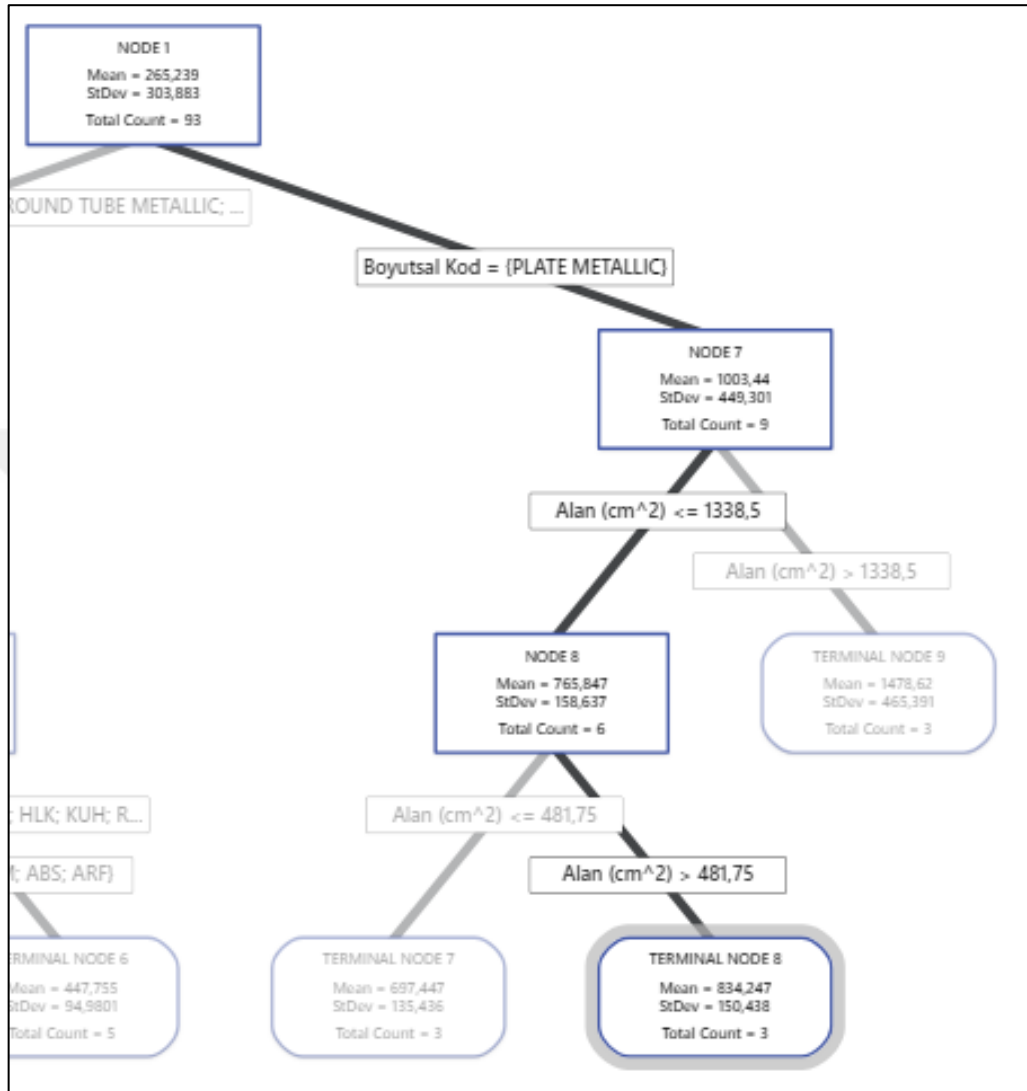 NODE 1
Mean = 265,239
StDev = 303,883
Total Count = 93
ROUND TUBE METALLIC; ...
Boyutsal Kod = {PLATE METALLIC}
NODE 7
Mean = 1003,44
StDev = 449,301
Total Count = 9
Alan (cm^2) <= 1338,5
Alan (cm^2) > 1338,5
NODE 8
Mean = 765,847
StDev = 158,637
Total Count = 6
TERMINAL NODE 9
Mean = 1478,62
StDev = 465,391
Total Count = 3
; HLK; KUH; R...
Alan (cm^2) <= 481,75
; ABS; ARF}
Alan (cm^2) > 481,75
TERMINAL NODE 6
Mean = 447,755
StDev = 94,9801
Total Count = 5
TERMINAL NODE 7
Mean = 697,447
StDev = 135,436
Total Count = 3
TERMINAL NODE 8
Mean = 834,247
StDev = 150,438
Total Count = 3